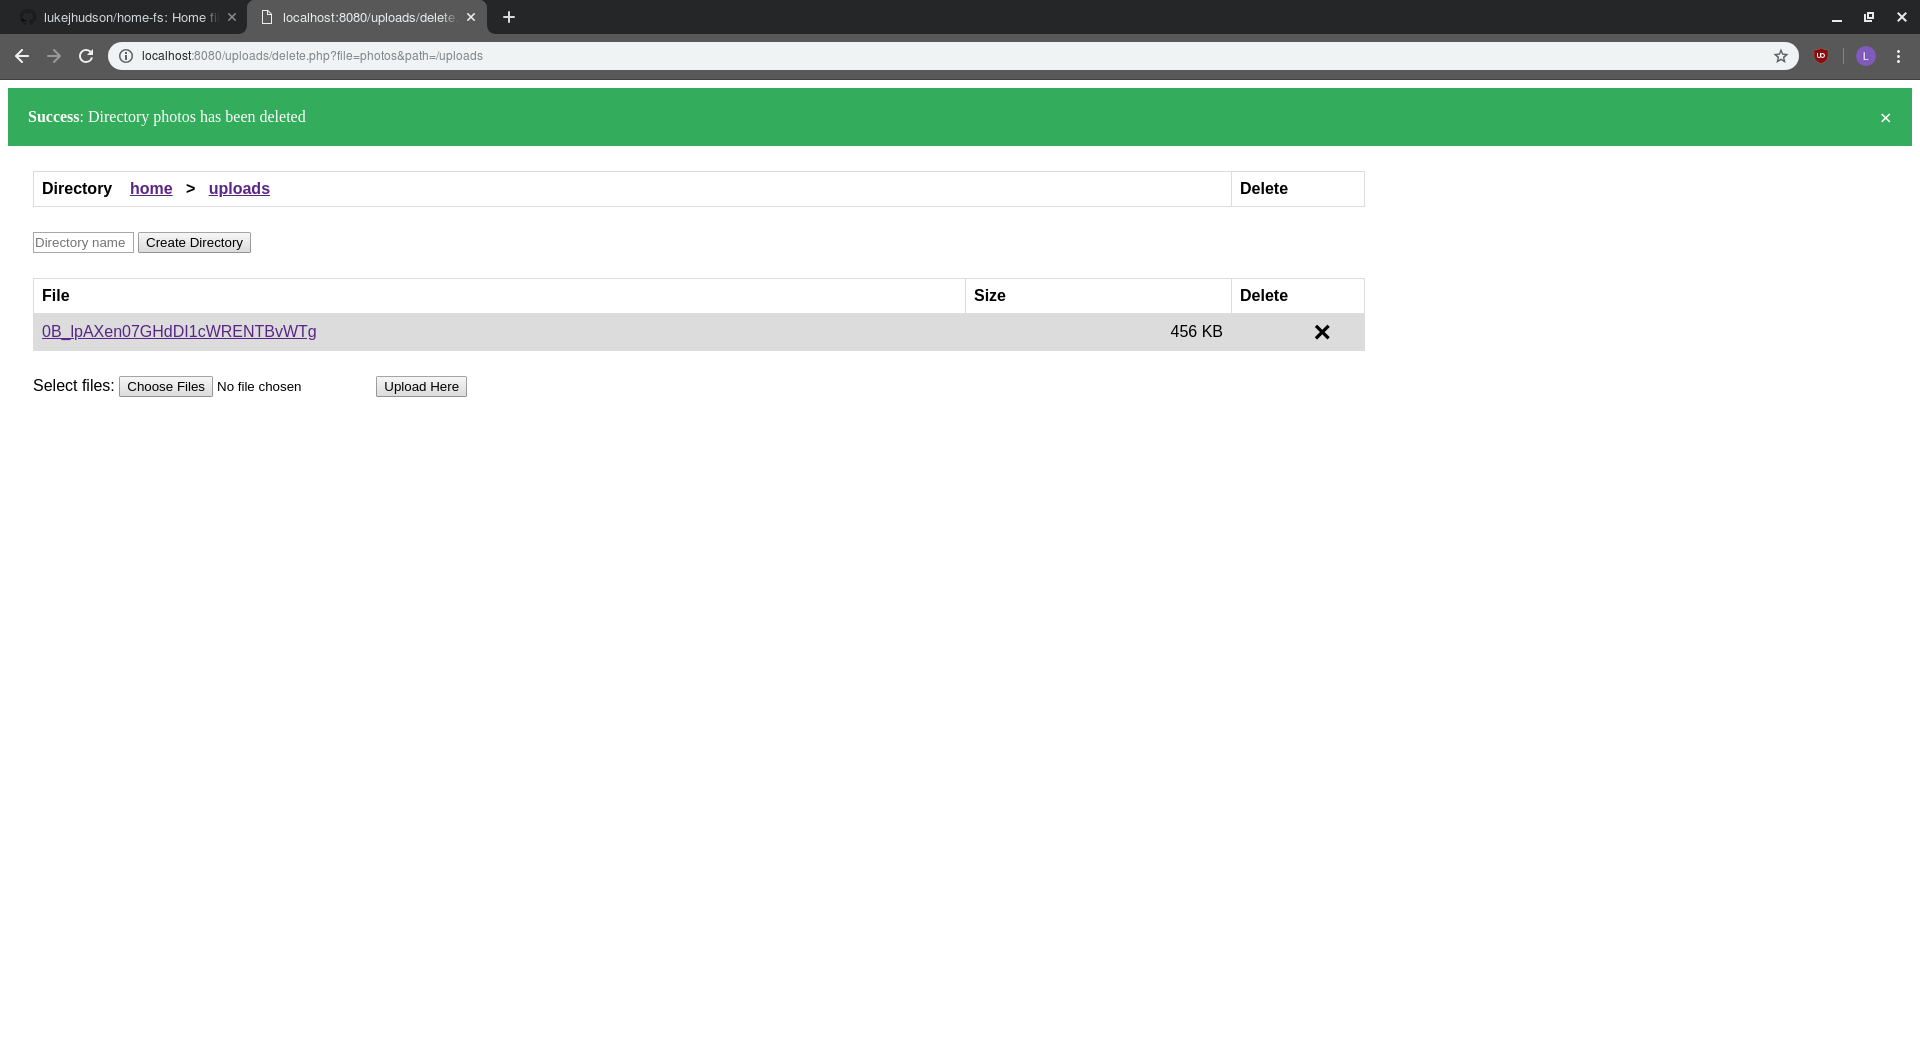 lukejhudson/home-fs: Home fi
localhost:8080/uploads/delete
localhost:8080/uploads/delete.php?file=photos&path=/uploads
L
Success: Directory photos has been deleted
Directory home > uploads Delete
Directory name Create Directory
File Size Delete
0B_lpAXen07GHdDI1cWRENTBvWTg 456 KB
Select files: Choose Files No file chosen Upload Here